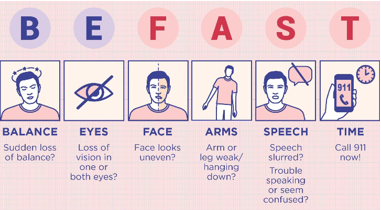 B E F A S T
911
BALANCE
Sudden loss
of balance?
EYES
Loss of
vision in
one or
both eyes?
FACE
Face looks
uneven?
ARMS
Arm or
leg weak/
hanging
down?
SPEECH
Speech
slurred?
Trouble
speaking
or seem
confused?
TIME
Call 911
now!